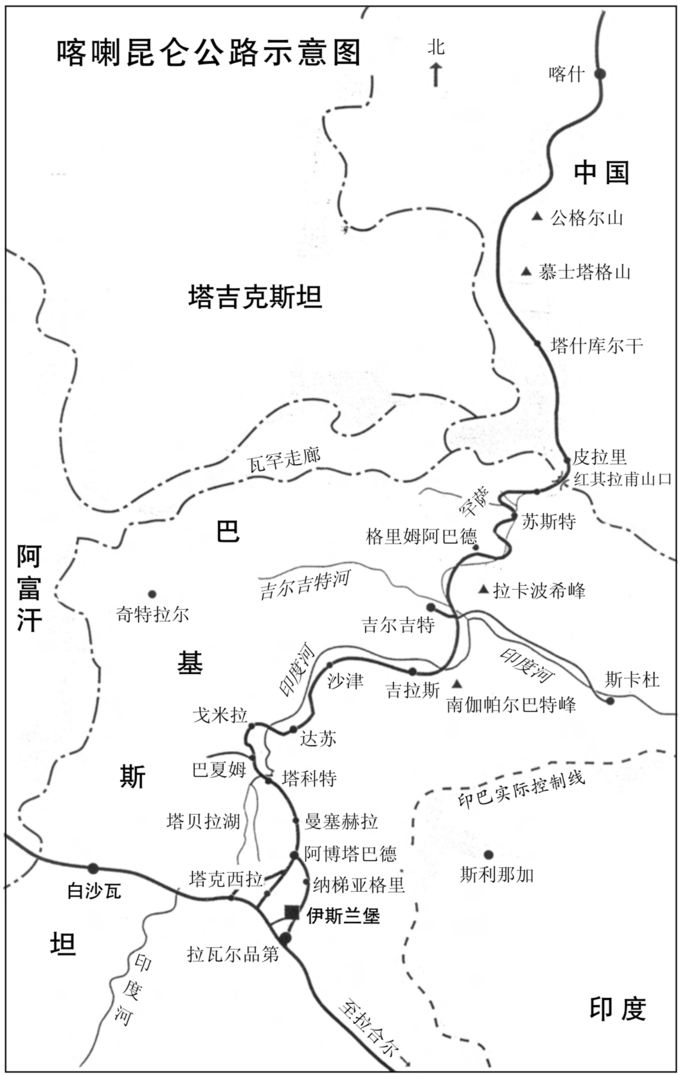 喀喇昆仑公路示意图
北
喀什
中国
公格尔山
慕士塔格山
塔吉克斯坦
塔什库尔干
瓦罕走廊
皮拉里
红其拉甫山口
罕萨
苏斯特
巴
格里姆阿巴德
阿富汗
吉尔吉特河
拉卡波希峰
奇特拉尔
吉尔吉特
基
印度河
沙津
吉拉斯
印度河
斯卡杜
南伽帕尔巴特峰
戈米拉
达苏
巴夏姆
斯
塔科特
印巴实际控制线
塔贝拉湖
曼塞赫拉
阿博塔巴德
斯利那加
白沙瓦
塔克西拉
纳梯亚格里
伊斯兰堡
坦
拉瓦尔品第
印度河
至拉合尔→
印度